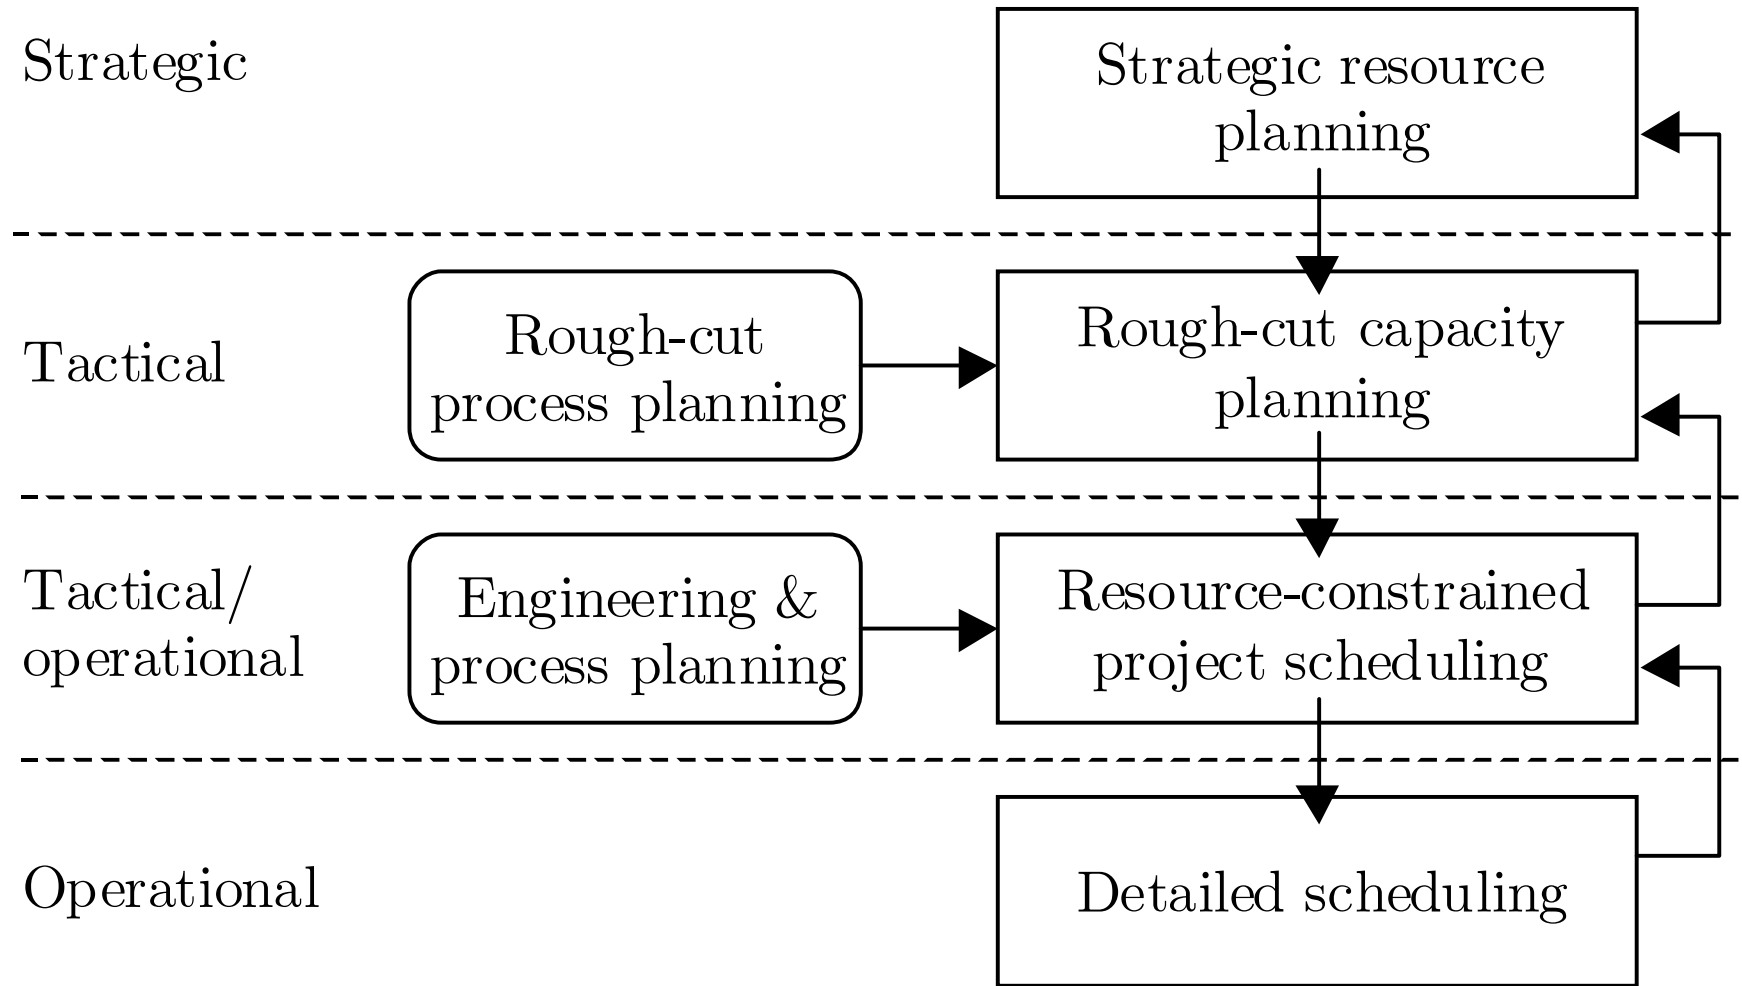 Strategic
Strategic resource
planning
Tactical
Rough-cut
process planning
Rough-cut capacity
planning
Tactical/
operational
Engineering &
process planning
Resource-constrained
project scheduling
Operational
Detailed scheduling